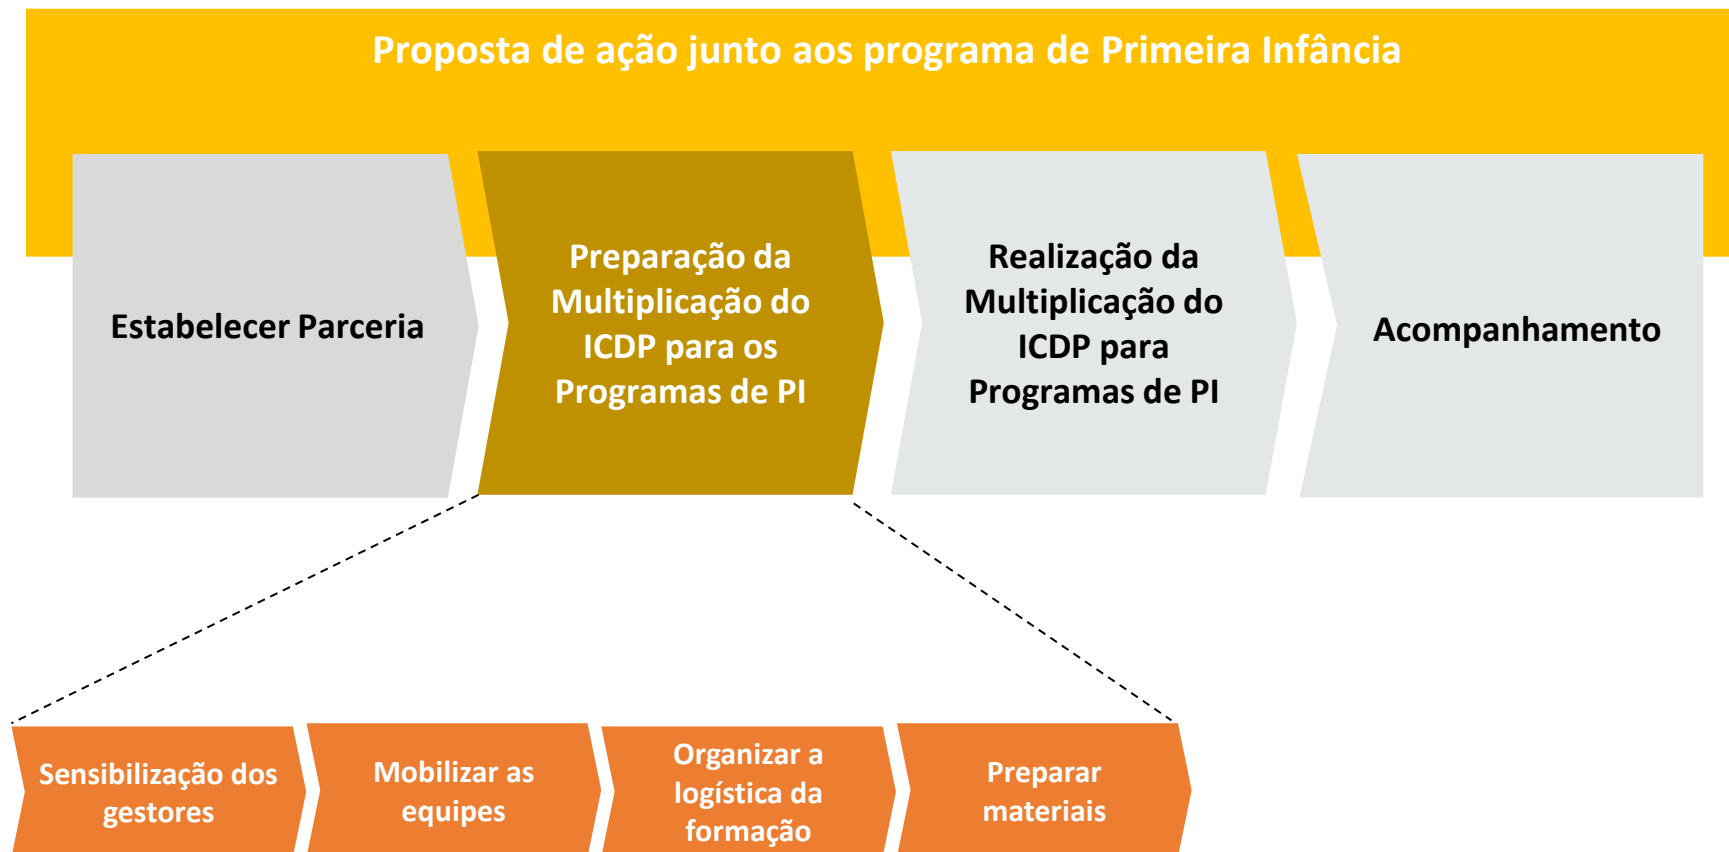 Proposta de ação junto aos programa de Primeira Infância
Estabelecer Parceria
Preparação da
Multiplicação do
ICDP para os
Programas de PI
Realização da
Multiplicação do
ICDP para
Programas de PI
Acompanhamento
Sensibilização dos
gestores
Mobilizar as
equipes
Organizar a
logística da
formação
Preparar
materiais